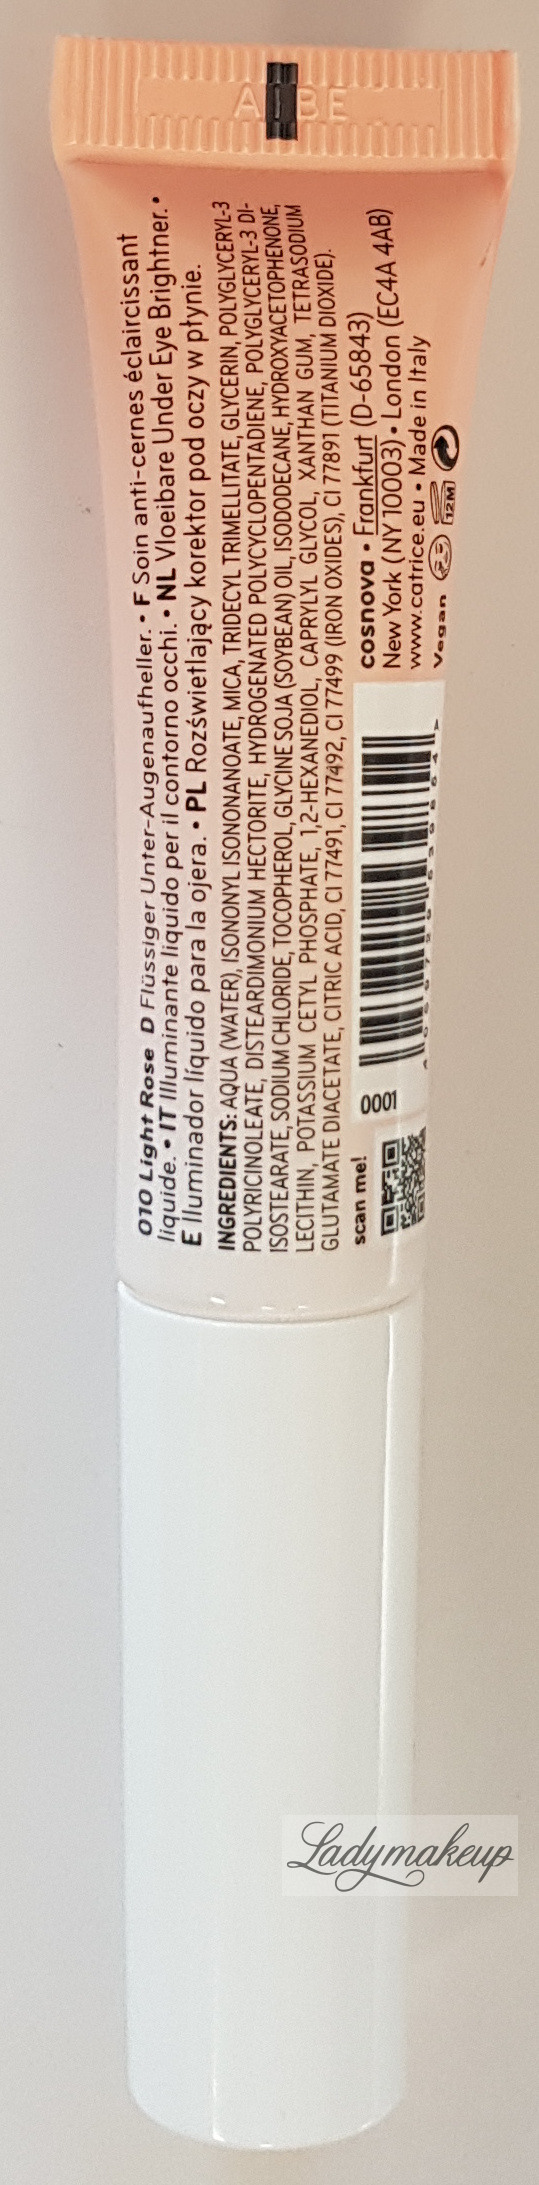 010 Light Rose D Flüssiger Unter-Augenaufheller. • F Soin anti-cernes éclaircissant
liquide. • IT Illuminante liquido per il contorno occhi. • NL Vloeibare Under Eye Brightner. •
E Iluminador líquido para la ojera. • PL Rozświetlający korektor pod oczy w płynie.
INGREDIENTS: AQUA (WATER), ISONONYL ISONONANOATE, MICA, TRIDECYL TRIMELLITATE, GLYCERIN, POLYGLYCERYL-3
POLYRICINOLEATE, DISTEARDIMONIUM HECTORITE, HYDROGENATED POLYCYCLOPENTADIENE, POLYGLYCERYL-3 DI-
ISOSTEARATE, SODIUM CHLORIDE, TOCOPHEROL, GLYCINE SOJA (SOYBEAN) OIL, ISODODECANE, HYDROXYACETOPHENONE,
LECITHIN, POTASSIUM CETYL PHOSPHATE, 1,2-HEXANEDIOL, CAPRYLYL GLYCOL, XANTHAN GUM, TETRASODIUM
GLUTAMATE DIACETATE, CITRIC ACID, CI 77491, CI 77492, CI 77499 (IRON OXIDES), CI 77891 (TITANIUM DIOXIDE).
scan me!
0001
cosnova • Frankfurt (D-65843)
New York (NY 10003) • London (EC4A 4AB)
www.catrice.eu • Made in Italy
Vegan
12M
Ladymakeup